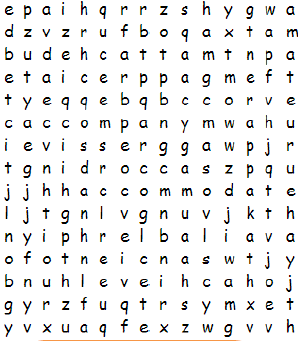 e p a i h q r r z s h y g w a
d z v z r u f b o q a x t a m
b u d e h c a t t a m t n p a
e t a i c e r p p a g m e f t
t y e q q e b q b c c o r v e
c a c c o m p a n y m w a h u
i e v i s s e r g g a w p j r
t g n i d r o c c a s z p q u
j j h h a c c o m m o d a t e
l j t g n l v g n u v j k t h
n y i p h r e l b a l i a v a
o f o t n e i c n a s w t j y
b n u h l e v e i h c a h o j
g y r z f u q t r s y m x e t
y v x u a q f e x z w g v v h